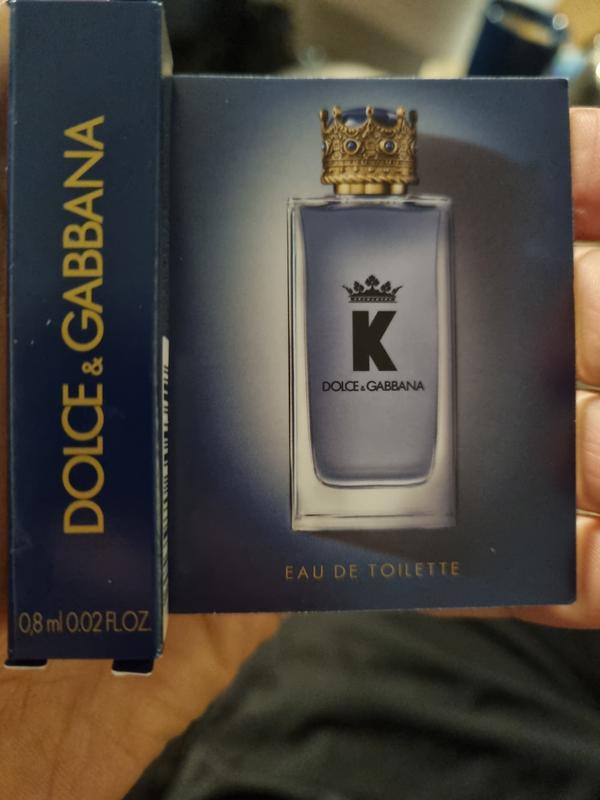 DOLCE & GABBANA
0,8 ml 0.02 FL.OZ.
K
DOLCE & GABBANA
EAU DE TOILETTE